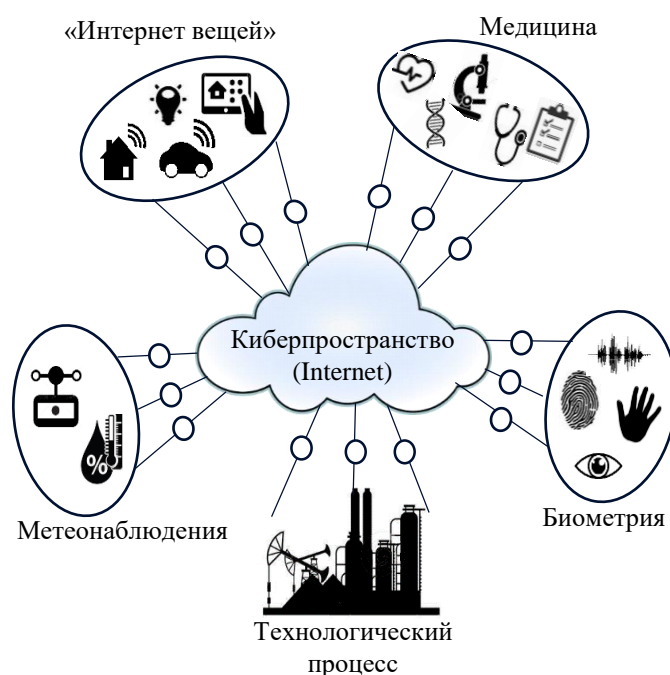 «Интернет вещей»
Медицина
Киберпространство
(Internet)
%
Метеонаблюдения
Биометрия
Технологический
процесс